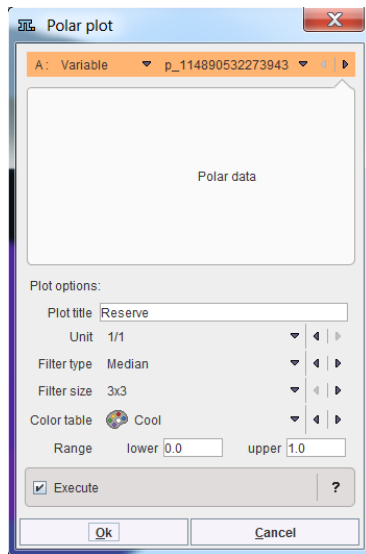 Polar plot
A: Variable p_114890532273943
Polar data
Plot options:
Plot title Reserve
Unit 1/1
Filter type Median
Filter size 3x3
Color table Cool
Range lower 0.0 upper 1.0
Execute ?
Ok Cancel